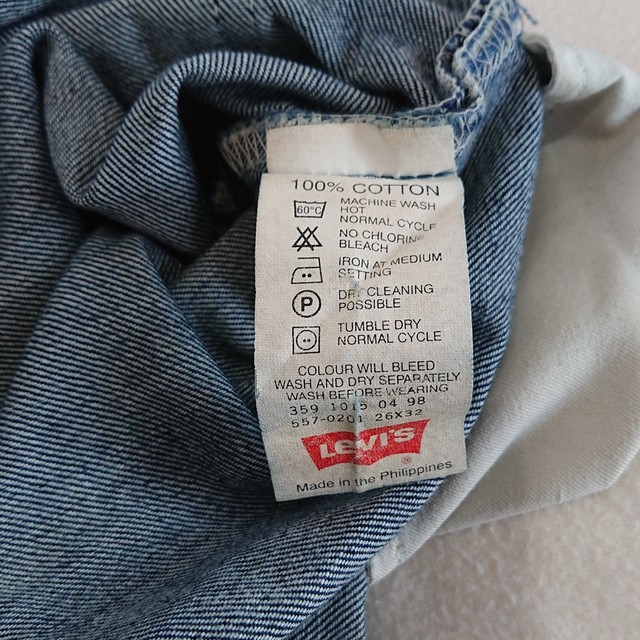 100% COTTON
60°C
MACHINE WASH
HOT
NORMAL CYCLE
NO CHLORINE
BLEACH
IRON AT MEDIUM
SETTING
P
DRY CLEANING
POSSIBLE
TUMBLE DRY
NORMAL CYCLE
COLOUR WILL BLEED
WASH AND DRY SEPARATELY
WASH BEFORE WEARING
359 1015 04 98
557-0201 26X32
Levi's
®
Made in the Philippines